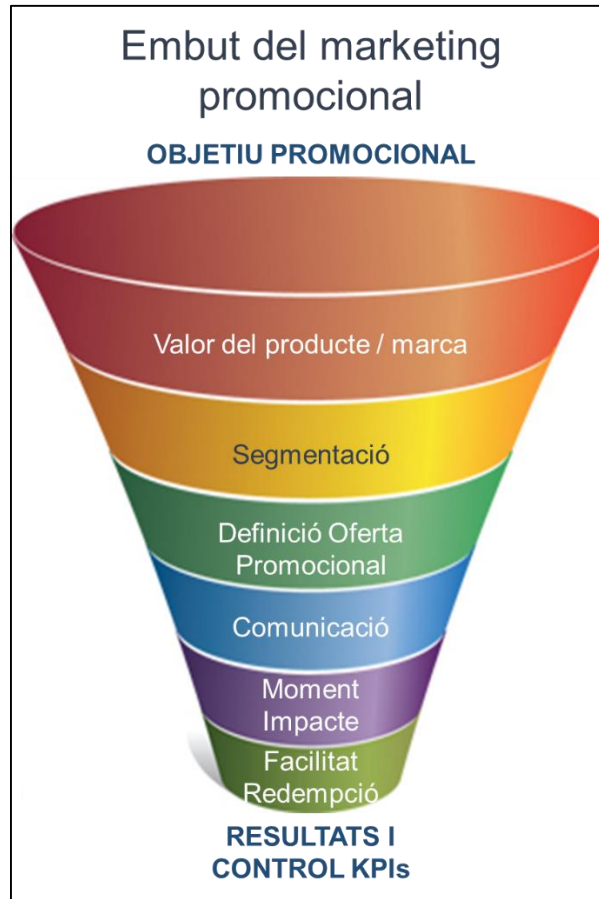 Embut del marketing
promocional
OBJETIU PROMOCIONAL
Valor del producte / marca
Segmentació
Definició Oferta
Promocional
Comunicació
Moment
Impacte
Facilitat
Redempció
RESULTATS I
CONTROL KPIs